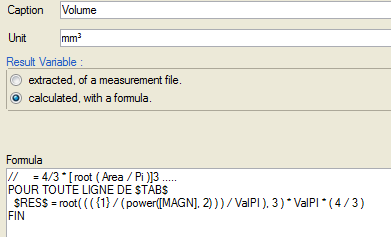 Caption Volume
Unit mm³
Result Variable :
extracted, of a measurement file.
calculated, with a formula.
Formula
// = 4/3 * [ root ( Area / Pi )]3 .....
POUR TOUTE LIGNE DE $TAB$
$RES$ = root( ( ( {1} / ( power([MAGN], 2) ) ) / ValPI ), 3 ) * ValPI * ( 4 / 3 )
FIN